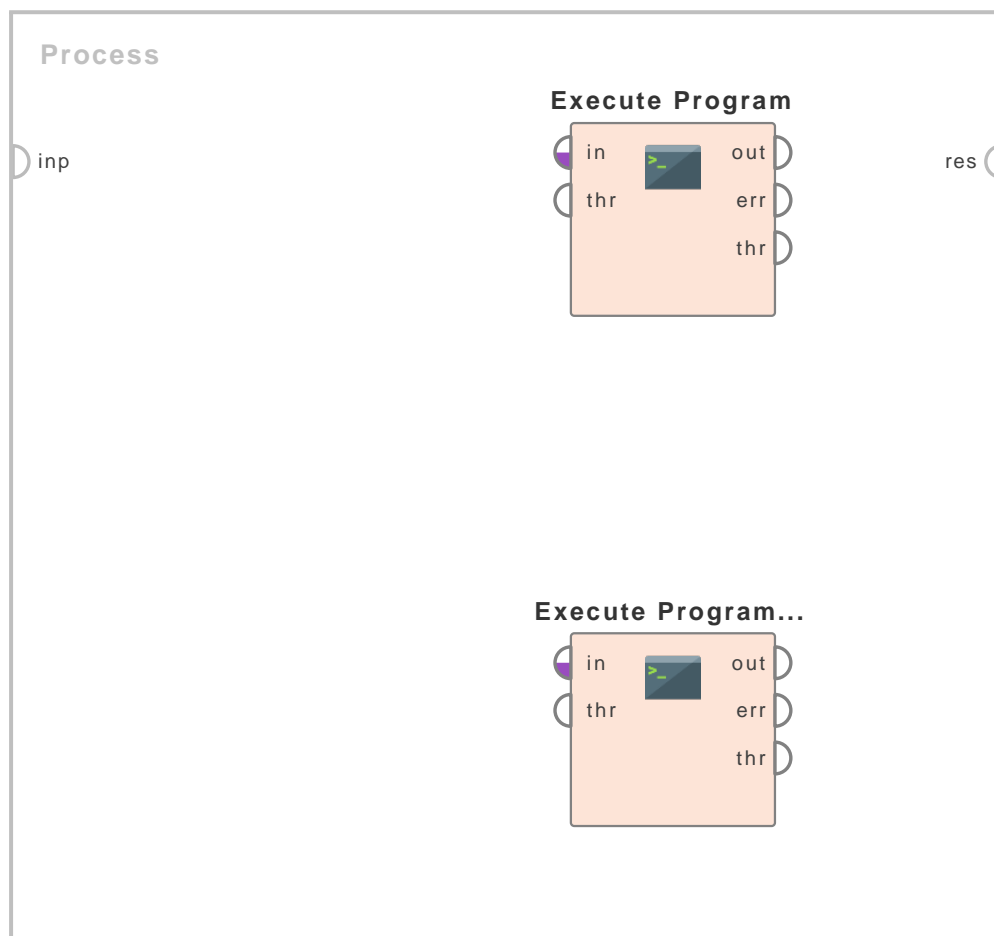 Process
Execute Program
inp
in
>_
out
res
thr
err
thr
Execute Program...
in
>_
out
thr
err
thr